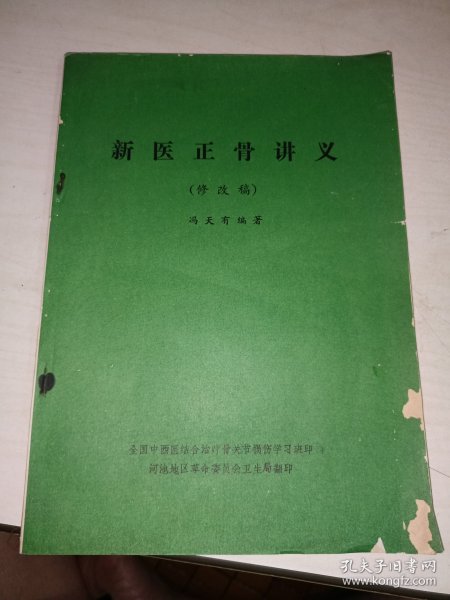 新医正骨讲义
(修改稿)
冯天有编著
全国中西医结合治疗骨关节损伤学习班印
河池地区革命委员会卫生局翻印
孔夫子旧书网
www.kongfz.com